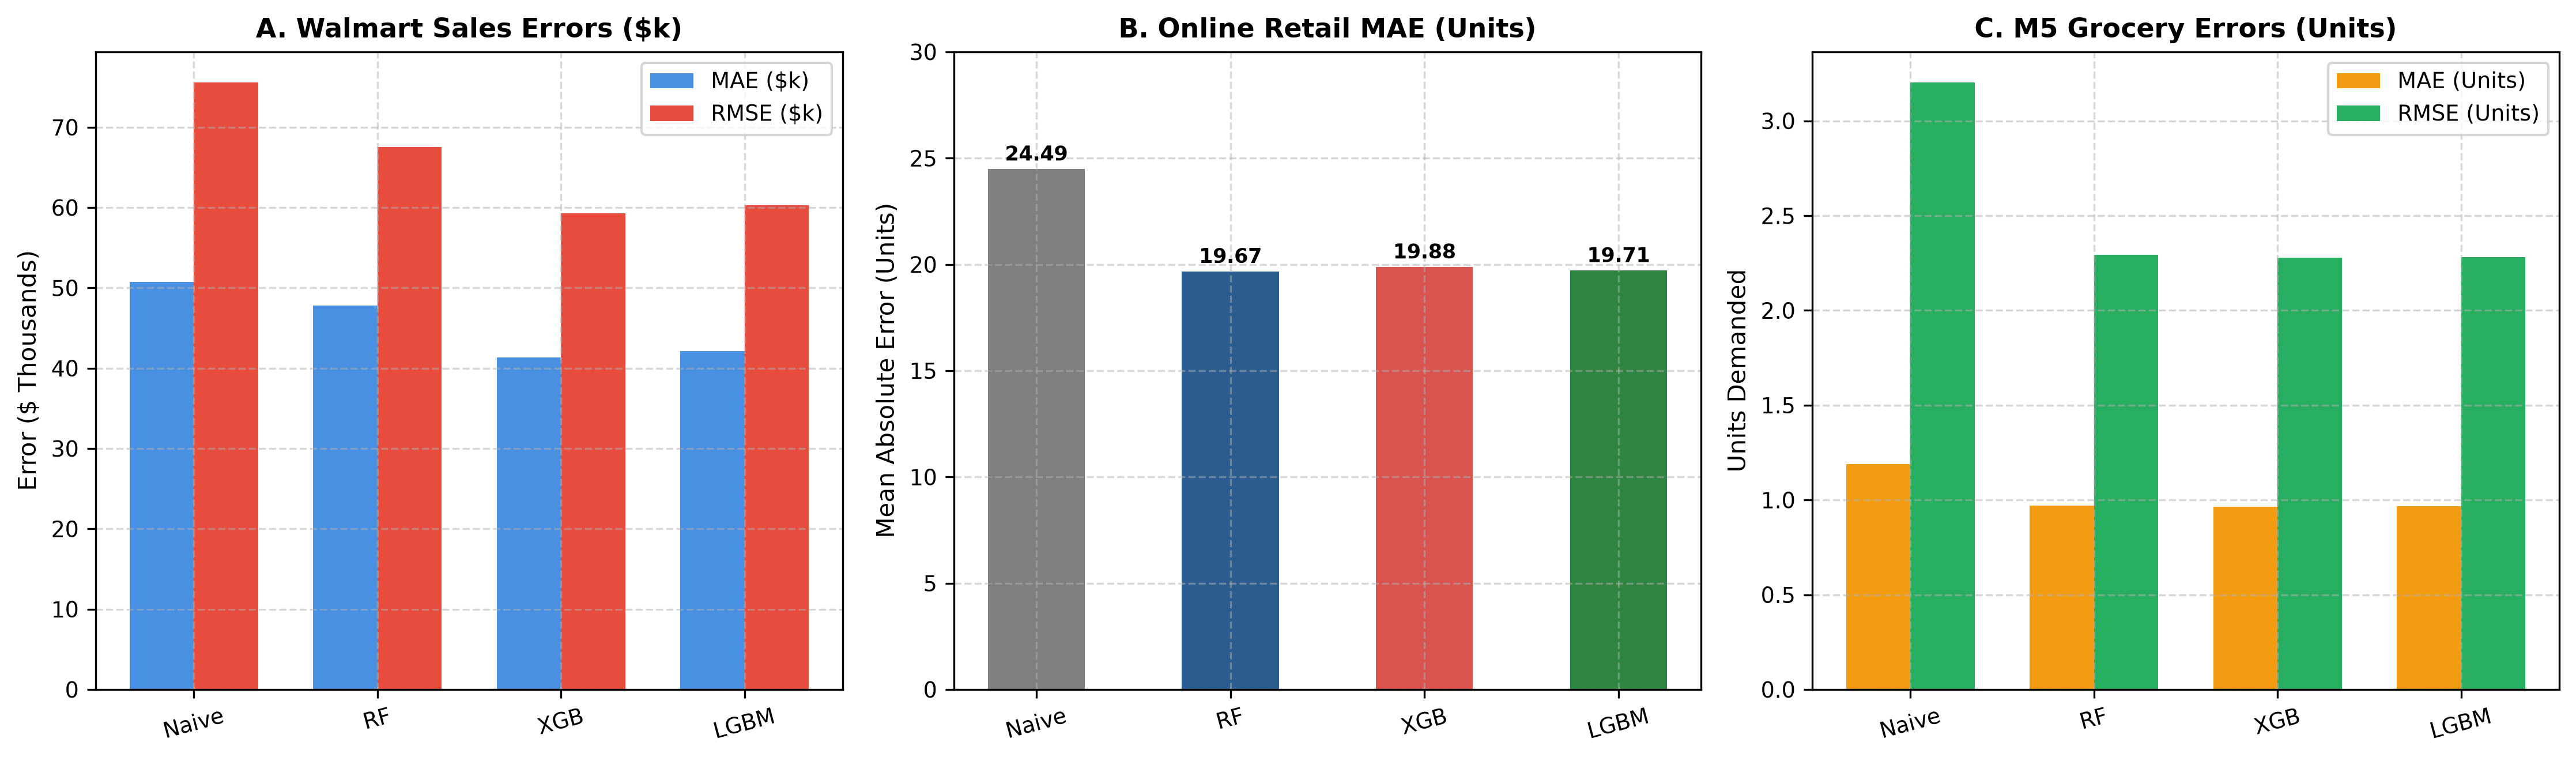 A. Walmart Sales Errors ($k)
Error ($ Thousands)
70
60
50
40
30
20
10
0
MAE ($k)
RMSE ($k)
Naive
RF
XGB
LGBM
B. Online Retail MAE (Units)
Mean Absolute Error (Units)
30
25
20
15
10
5
0
24.49
19.67
19.88
19.71
Naive
RF
XGB
LGBM
C. M5 Grocery Errors (Units)
Units Demanded
3.0
2.5
2.0
1.5
1.0
0.5
0.0
MAE (Units)
RMSE (Units)
Naive
RF
XGB
LGBM